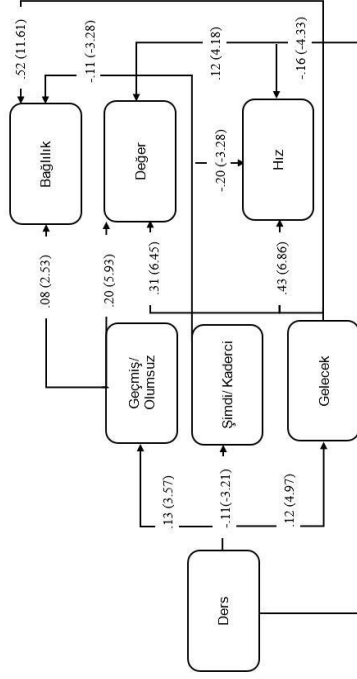 .52 (11.61)
-.11 (-3.28)
.12 (4.18)
-.16 (-4.33)
Bağlılık
Değer
Hız
-.20 (-3.28)
.08 (2.53)
.20 (5.93)
.31 (6.45)
.43 (6.86)
Geçmiş/
Olumsuz
Şimdi/ Kaderci
Gelecek
.13 (3.57)
-.11(-3.21)
.12 (4.97)
Ders